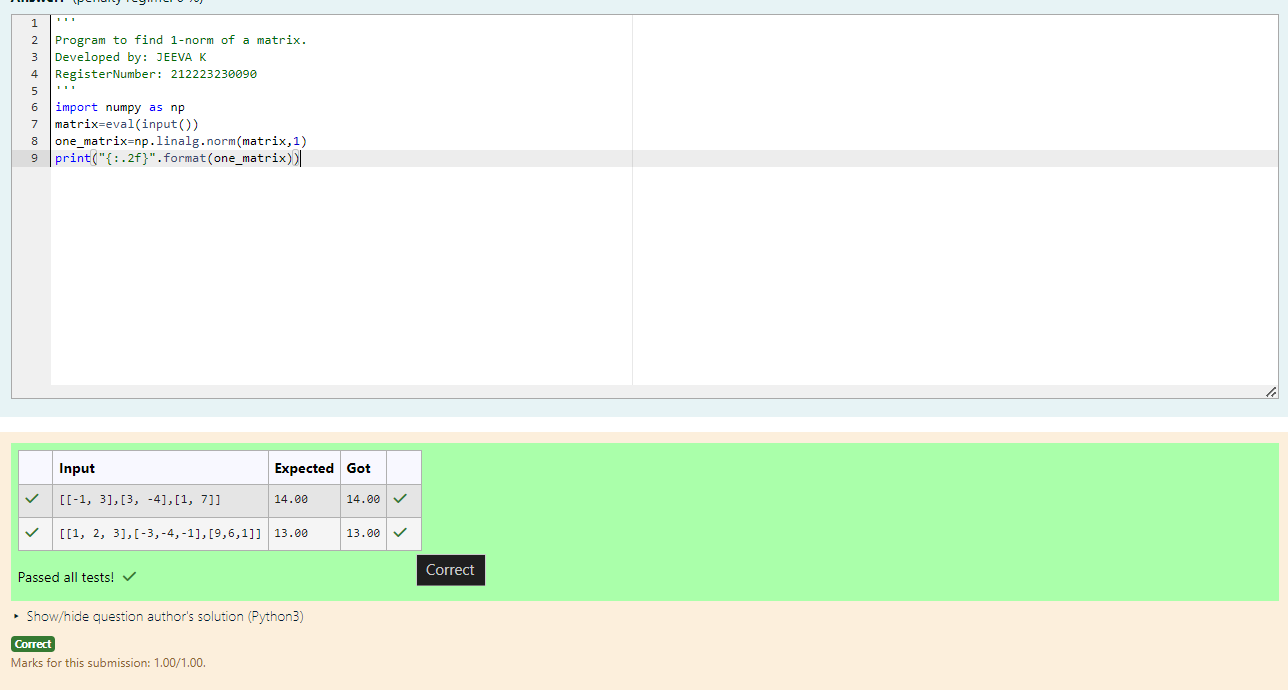 Answer: (penalty regime: 0 %)
1 '''
2 Program to find 1-norm of a matrix.
3 Developed by: JEEVA K
4 RegisterNumber: 212223230090
5 '''
6 import numpy as np
7 matrix=eval(input())
8 one_matrix=np.linalg.norm(matrix,1)
9 print("{:.2f}".format(one_matrix))
Input Expected Got
[[-1, 3],[3, -4],[1, 7]] 14.00 14.00
[[1, 2, 3],[-3,-4,-1],[9,6,1]] 13.00 13.00
Passed all tests!
Correct
Show/hide question author's solution (Python3)
Correct
Marks for this submission: 1.00/1.00.